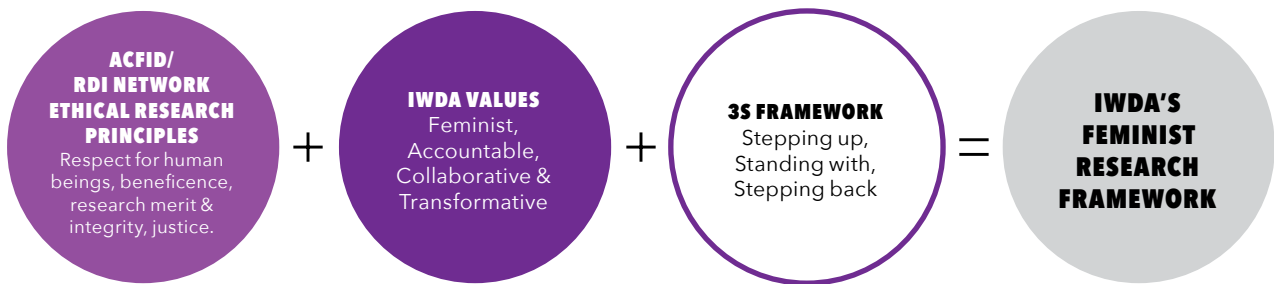 ACFID/
RDI NETWORK
ETHICAL RESEARCH
PRINCIPLES
Respect for human
beings, beneficence,
research merit &
integrity, justice.
+
IWDA VALUES
Feminist,
Accountable,
Collaborative &
Transformative
+
3S FRAMEWORK
Stepping up,
Standing with,
Stepping back
=
IWDA'S
FEMINIST
RESEARCH
FRAMEWORK